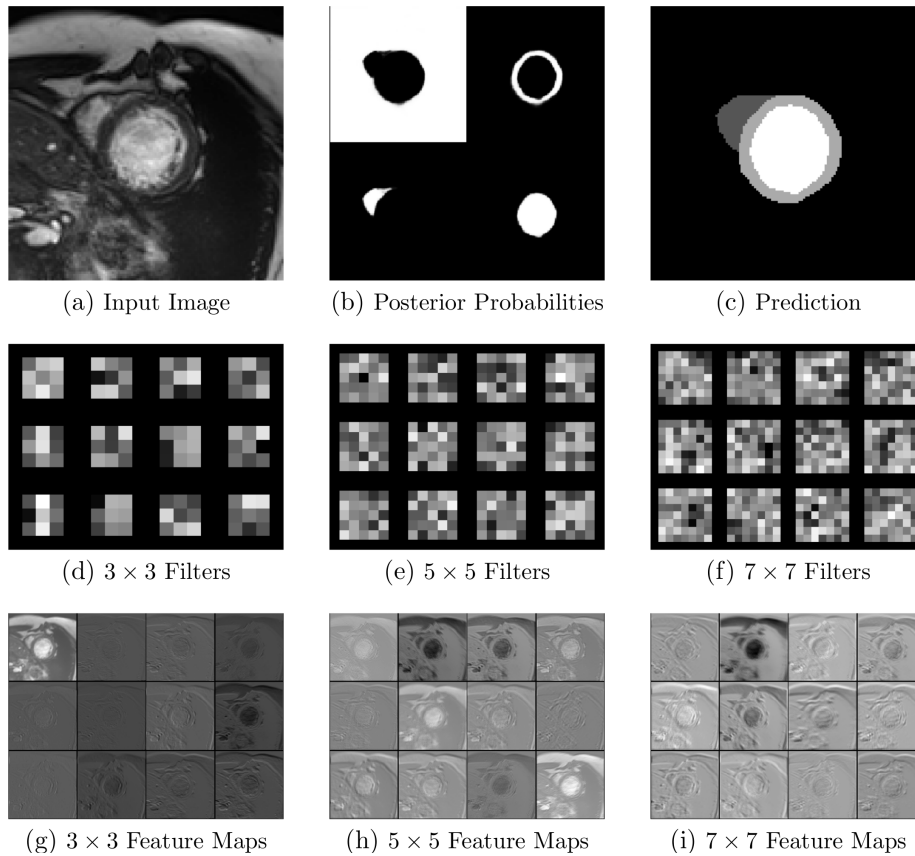 (a) Input Image
(b) Posterior Probabilities
(c) Prediction
(d) 3 × 3 Filters
(e) 5 × 5 Filters
(f) 7 × 7 Filters
(g) 3 × 3 Feature Maps
(h) 5 × 5 Feature Maps
(i) 7 × 7 Feature Maps